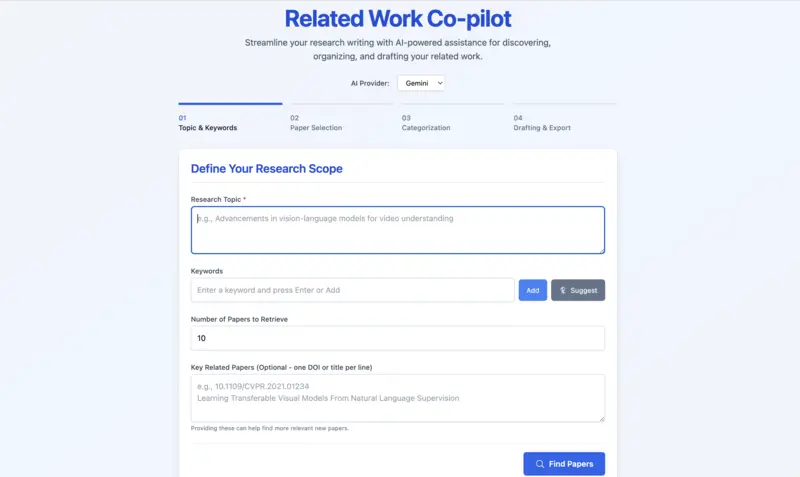 Related Work Co-pilot
Streamline your research writing with AI-powered assistance for discovering,
organizing, and drafting your related work.
AI Provider: Gemini
01 02 03 04
Topic & Keywords Paper Selection Categorization Drafting & Export
Define Your Research Scope
Research Topic *
e.g., Advancements in vision-language models for video understanding
Keywords
Enter a keyword and press Enter or Add Add Suggest
Number of Papers to Retrieve
10
Key Related Papers (Optional - one DOI or title per line)
e.g., 10.1109/CVPR.2021.01234
Learning Transferable Visual Models From Natural Language Supervision
Providing these can help find more relevant new papers.
Find Papers